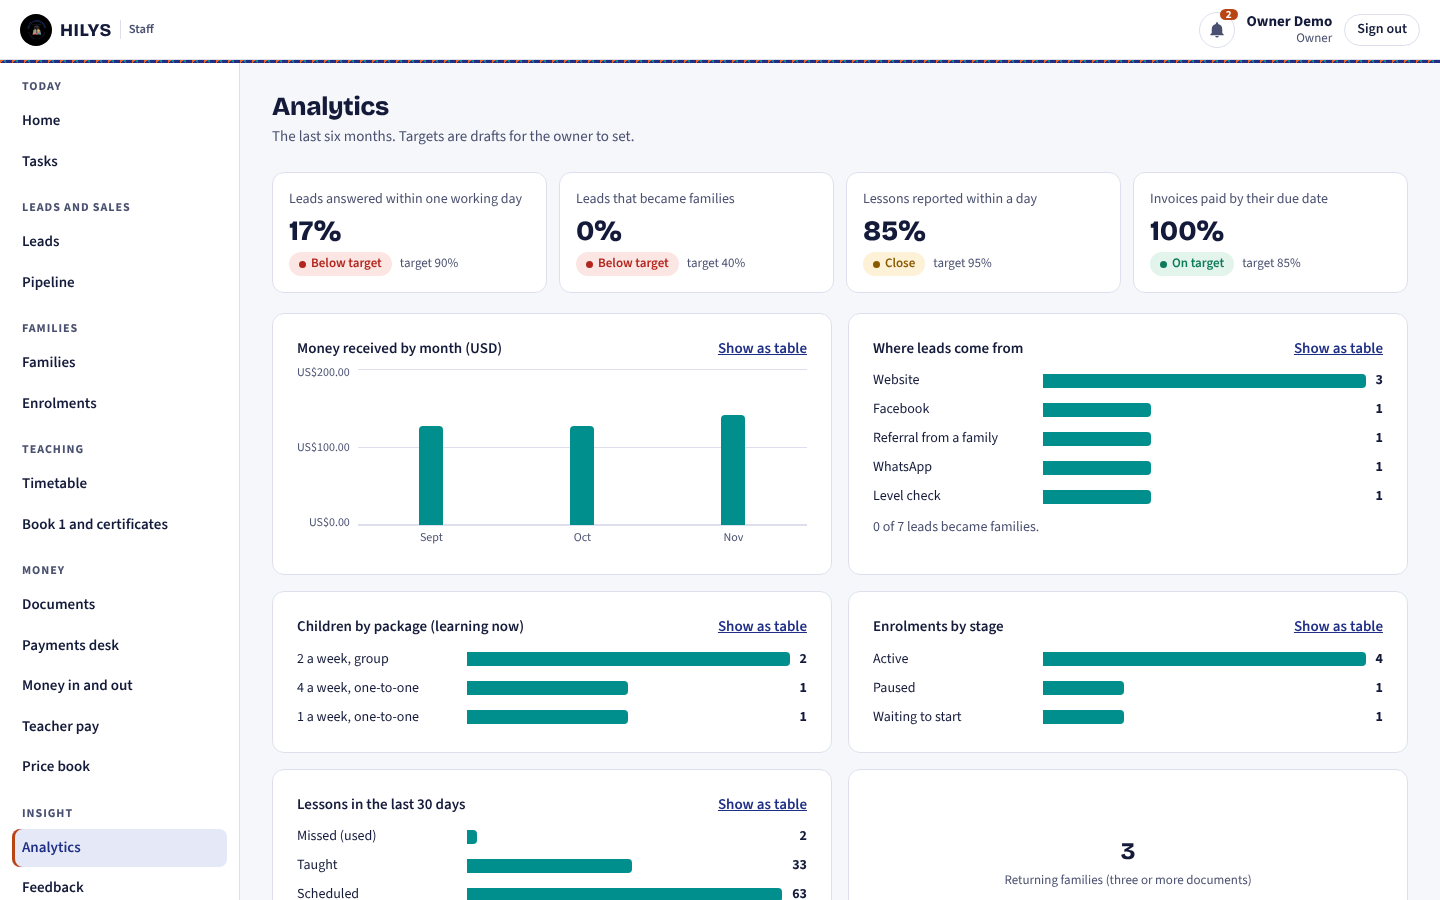 HILYS
Staff
2
Owner Demo
Owner
Sign out
TODAY
Home
Tasks
LEADS AND SALES
Leads
Pipeline
FAMILIES
Families
Enrolments
TEACHING
Timetable
Book 1 and certificates
MONEY
Documents
Payments desk
Money in and out
Teacher pay
Price book
INSIGHT
Analytics
Feedback
Analytics
The last six months. Targets are drafts for the owner to set.
Leads answered within one working day
17%
Below target target 90%
Leads that became families
0%
Below target target 40%
Lessons reported within a day
85%
Close target 95%
Invoices paid by their due date
100%
On target target 85%
Money received by month (USD)
Show as table
US$200.00
US$100.00
US$0.00
Sept Oct Nov
Where leads come from
Show as table
Website 3
Facebook 1
Referral from a family 1
WhatsApp 1
Level check 1
0 of 7 leads became families.
Children by package (learning now)
Show as table
2 a week, group 2
4 a week, one-to-one 1
1 a week, one-to-one 1
Enrolments by stage
Show as table
Active 4
Paused 1
Waiting to start 1
Lessons in the last 30 days
Show as table
Missed (used) 2
Taught 33
Scheduled 63
3
Returning families (three or more documents)